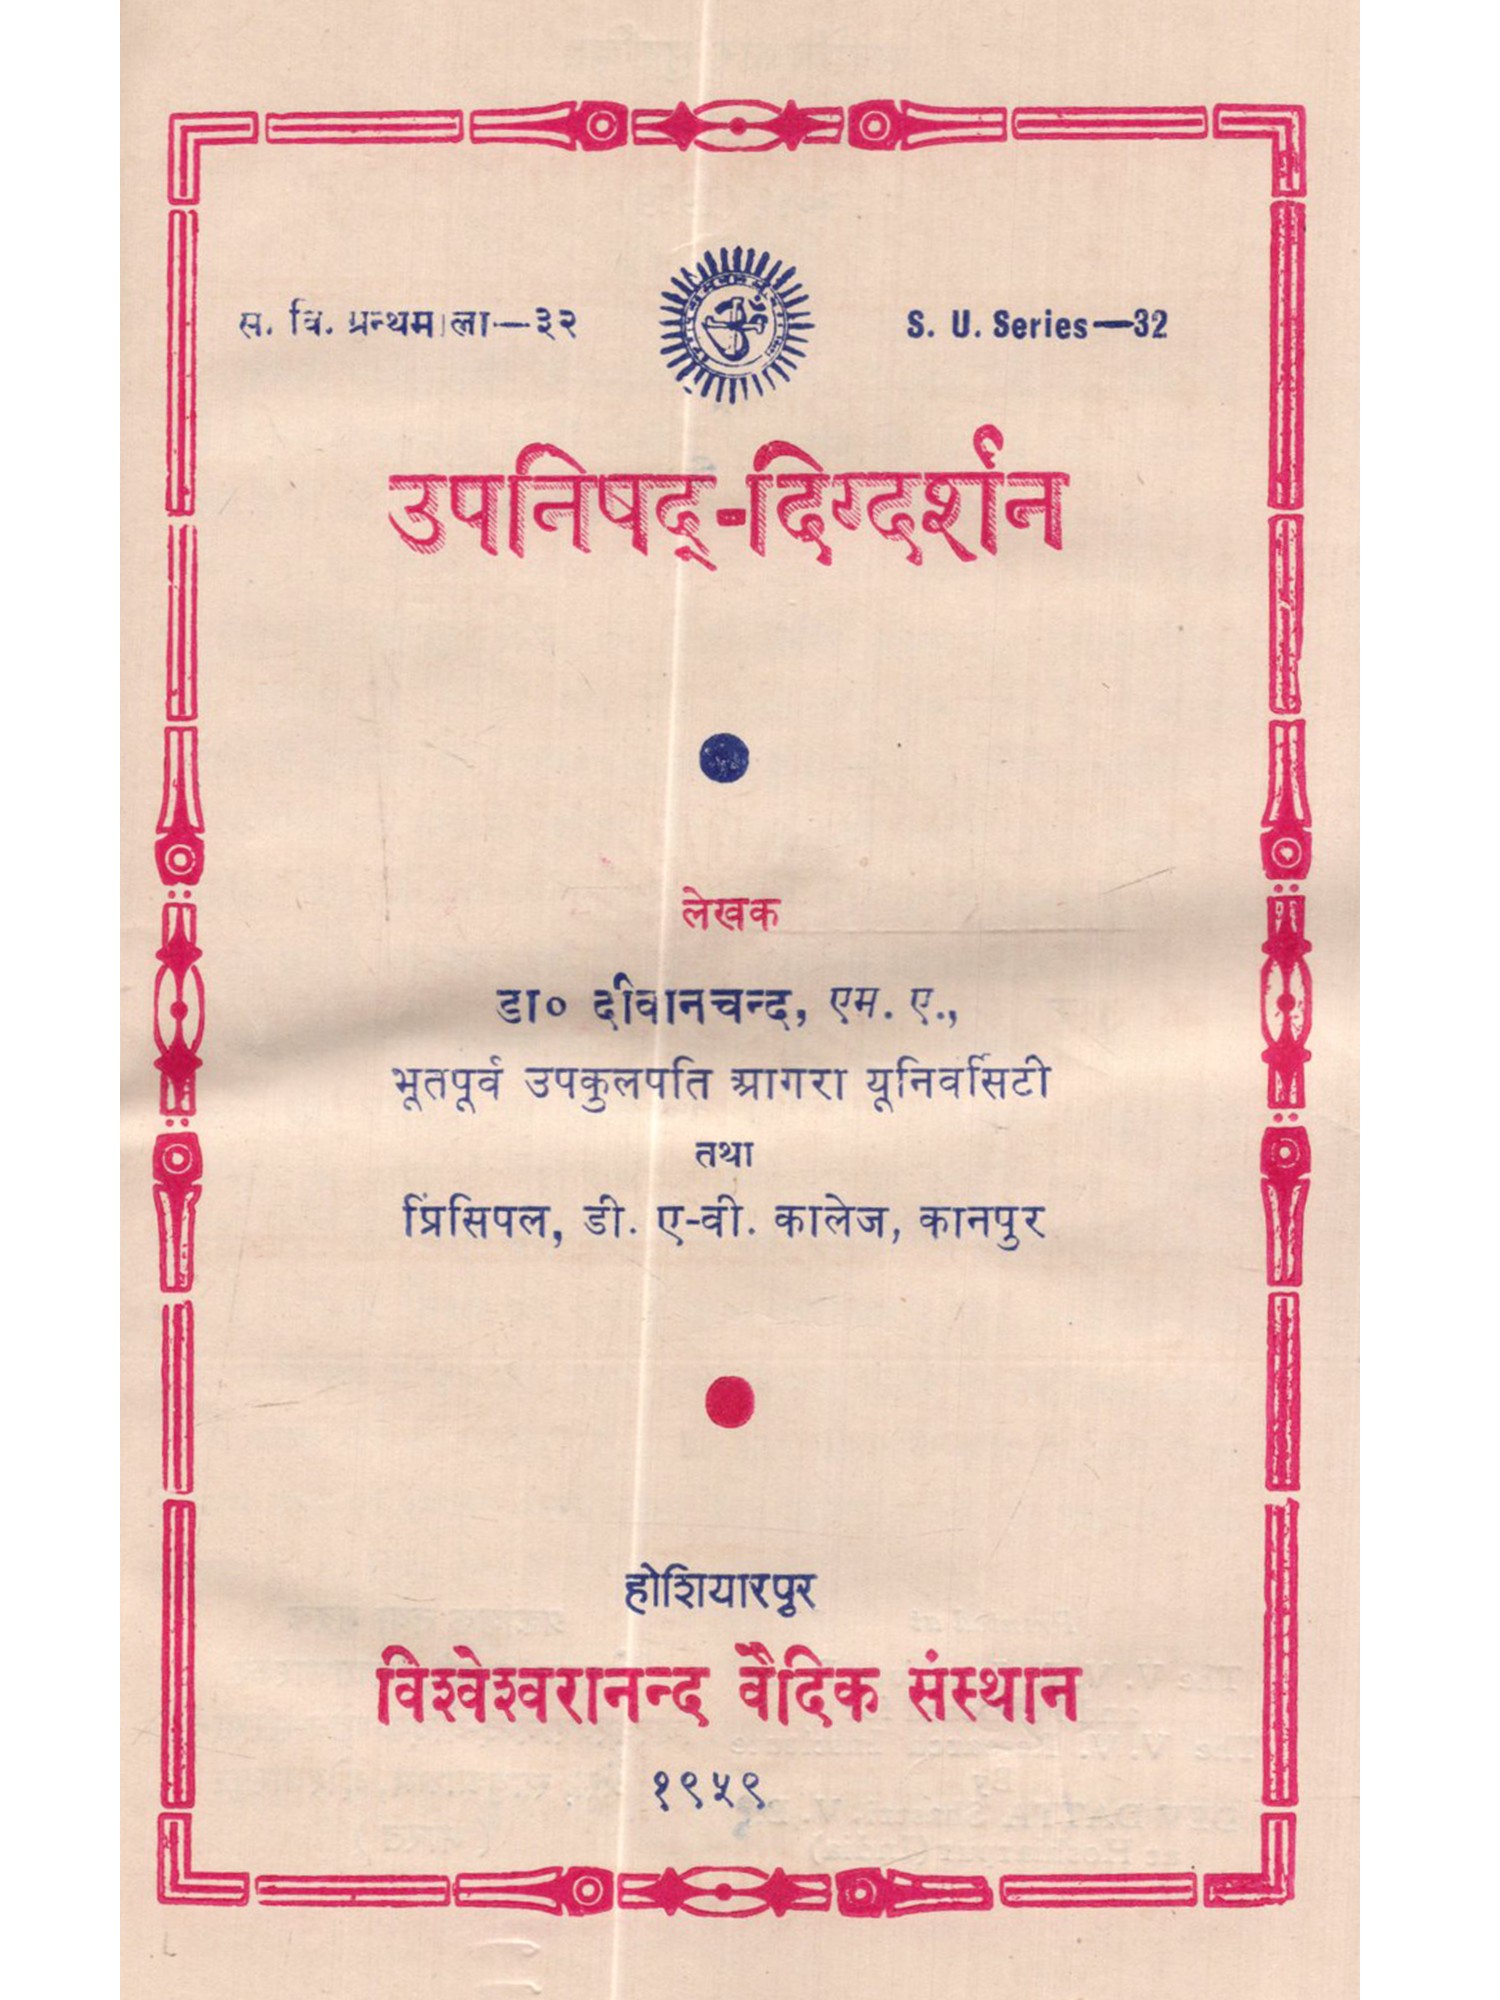 स. वि. ग्रन्थमाला—३२
S. U. Series—32
उपनिषद्-दिग्दर्शन
लेखक
डा० दीवानचन्द, एम. ए.,
भूतपूर्व उपकुलपति आगरा यूनिवर्सिटी
तथा
प्रिंसिपल, डी. ए-वी. कालेज, कानपुर
होशियारपुर
विश्वेश्वरानन्द वैदिक संस्थान
१९५९